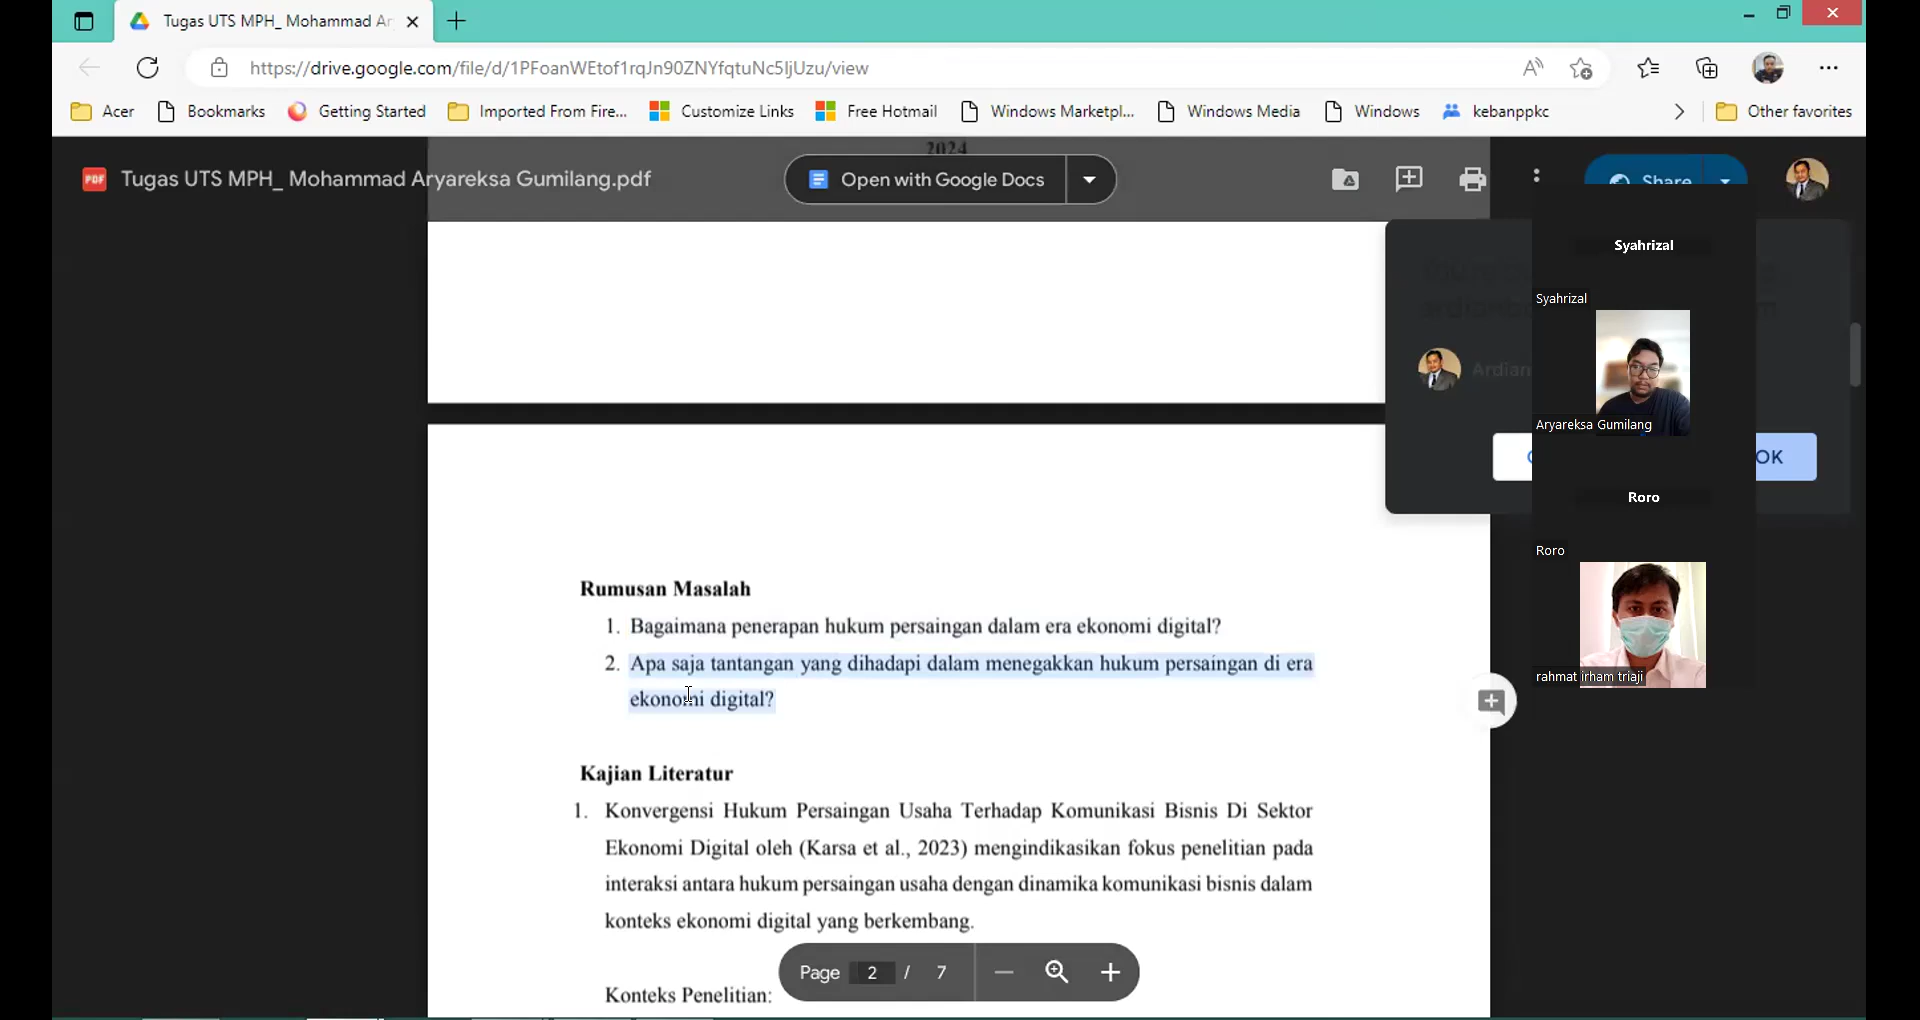 Tugas UTS MPH_ Mohammad Ar
https://drive.google.com/file/d/1PFoanWEtof1rqJn90ZNYfqtuNc5IjUzu/view
Acer Bookmarks Getting Started Imported From Fire... Customize Links Free Hotmail Windows Marketpl... Windows Media Windows kebanppkc Other favorites
2024
PDF Tugas UTS MPH_ Mohammad Aryareksa Gumilang.pdf Open with Google Docs Share
Syahrizal
Syahrizal
Ardian
Aryareksa Gumilang
OK
Roro
Roro
rahmat irham triaji
Rumusan Masalah
1. Bagaimana penerapan hukum persaingan dalam era ekonomi digital?
2. Apa saja tantangan yang dihadapi dalam menegakkan hukum persaingan di era
ekonomi digital?
Kajian Literatur
1. Konvergensi Hukum Persaingan Usaha Terhadap Komunikasi Bisnis Di Sektor
Ekonomi Digital oleh (Karsa et al., 2023) mengindikasikan fokus penelitian pada
interaksi antara hukum persaingan usaha dengan dinamika komunikasi bisnis dalam
konteks ekonomi digital yang berkembang.
Page 2 / 7
Konteks Penelitian: